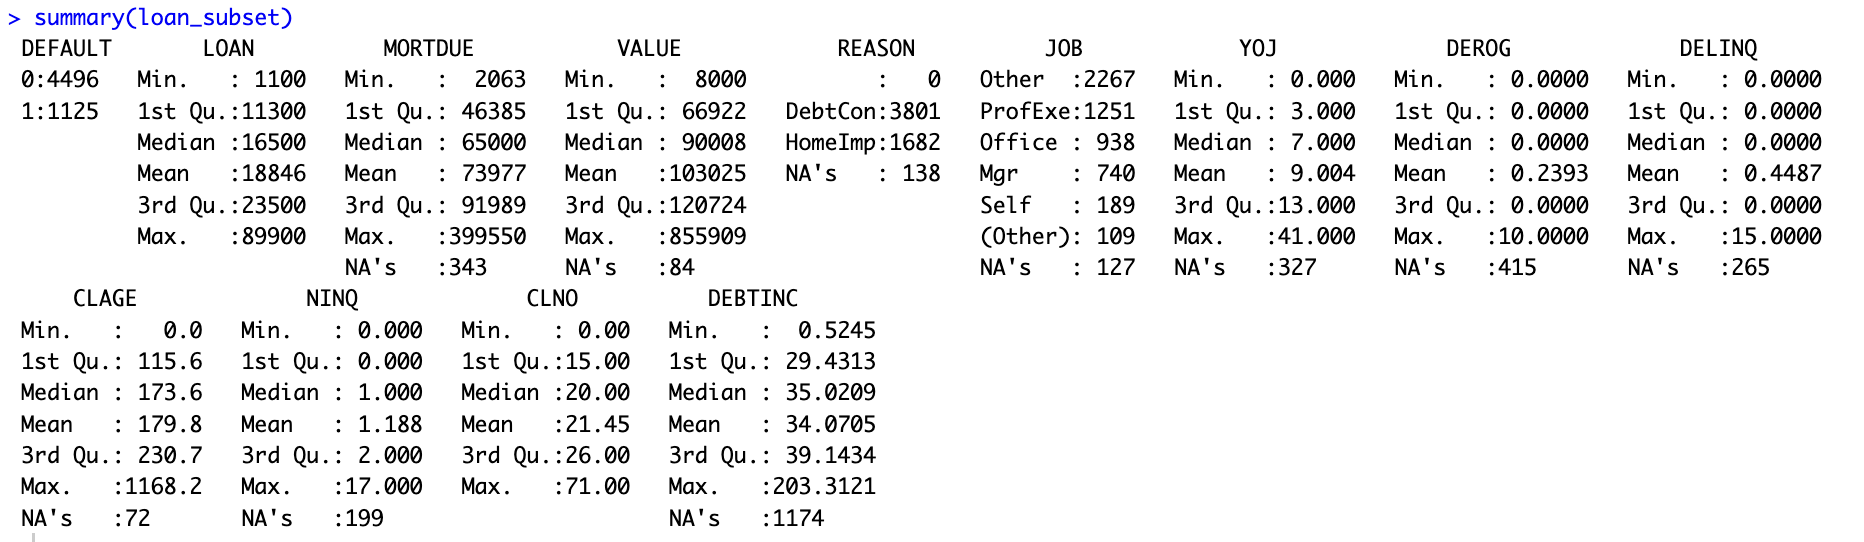 > summary(loan_subset)
 DEFAULT       LOAN          MORTDUE           VALUE            REASON          JOB            YOJ             DEROG             DELINQ
 0:4496   Min.   : 1100   Min.   :  2063   Min.   :  8000          :   0   Other  :2267   Min.   : 0.000   Min.   : 0.0000   Min.   : 0.0000
 1:1125   1st Qu.:11300   1st Qu.: 46385   1st Qu.: 66922   DebtCon:3801   ProfExe:1251   1st Qu.: 3.000   1st Qu.: 0.0000   1st Qu.: 0.0000
          Median :16500   Median : 65000   Median : 90008   HomeImp:1682   Office : 938   Median : 7.000   Median : 0.0000   Median : 0.0000
          Mean   :18846   Mean   : 73977   Mean   :103025   NA's   : 138   Mgr    : 740   Mean   : 9.004   Mean   : 0.2393   Mean   : 0.4487
          3rd Qu.:23500   3rd Qu.: 91989   3rd Qu.:120724                  Self   : 189   3rd Qu.:13.000   3rd Qu.: 0.0000   3rd Qu.: 0.0000
          Max.   :89900   Max.   :399550   Max.   :855909                  (Other): 109   Max.   :41.000   Max.   :10.0000   Max.   :15.0000
                          NA's   :343      NA's   :84                      NA's   : 127   NA's   :327      NA's   :415       NA's   :265
     CLAGE             NINQ             CLNO          DEBTINC
 Min.   :   0.0   Min.   : 0.000   Min.   : 0.00   Min.   :  0.5245
 1st Qu.: 115.6   1st Qu.: 0.000   1st Qu.:15.00   1st Qu.: 29.4313
 Median : 173.6   Median : 1.000   Median :20.00   Median : 35.0209
 Mean   : 179.8   Mean   : 1.188   Mean   :21.45   Mean   : 34.0705
 3rd Qu.: 230.7   3rd Qu.: 2.000   3rd Qu.:26.00   3rd Qu.: 39.1434
 Max.   :1168.2   Max.   :17.000   Max.   :71.00   Max.   :203.3121
 NA's   :72       NA's   :199                      NA's   :1174